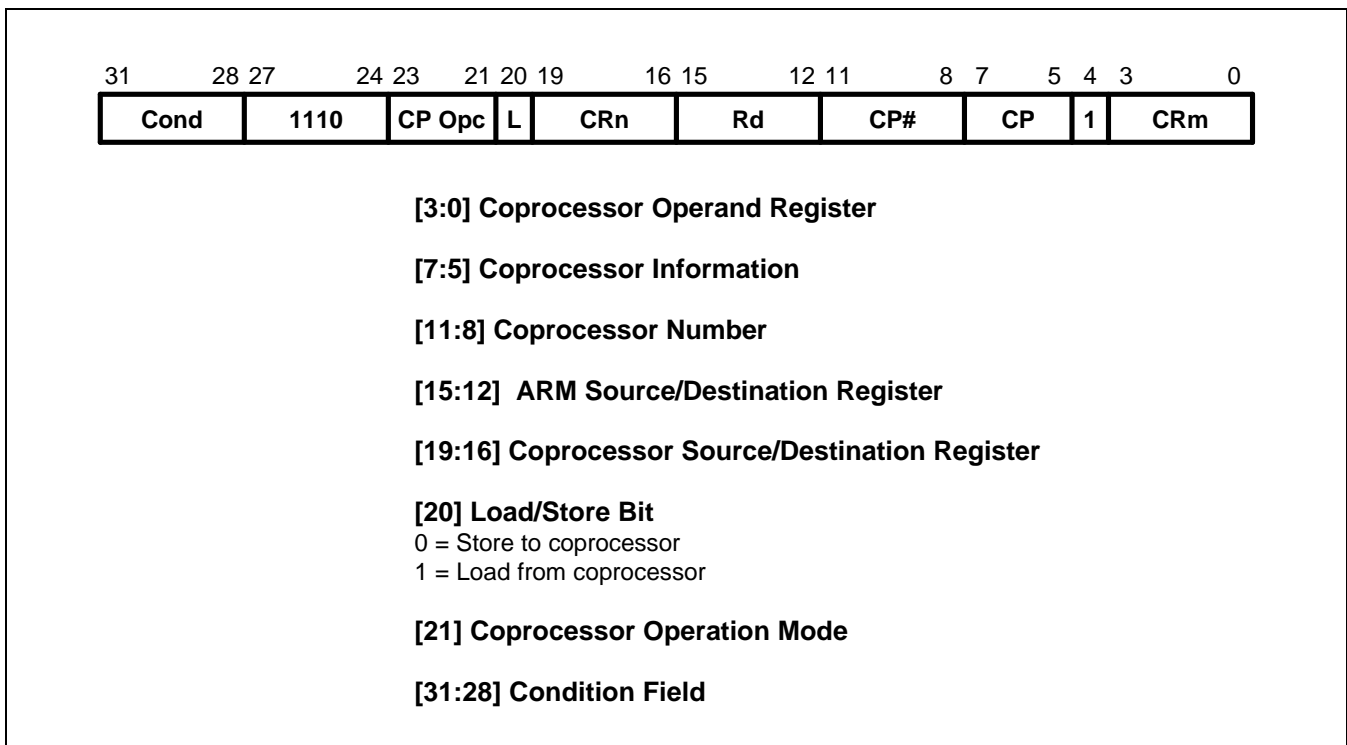 31 28 27 24 23 21 20 19 16 15 12 11 8 7 5 4 3 0
Cond 1110 CP Opc L CRn Rd CP# CP 1 CRm
[3:0] Coprocessor Operand Register
[7:5] Coprocessor Information
[11:8] Coprocessor Number
[15:12] ARM Source/Destination Register
[19:16] Coprocessor Source/Destination Register
[20] Load/Store Bit
0 = Store to coprocessor
1 = Load from coprocessor
[21] Coprocessor Operation Mode
[31:28] Condition Field